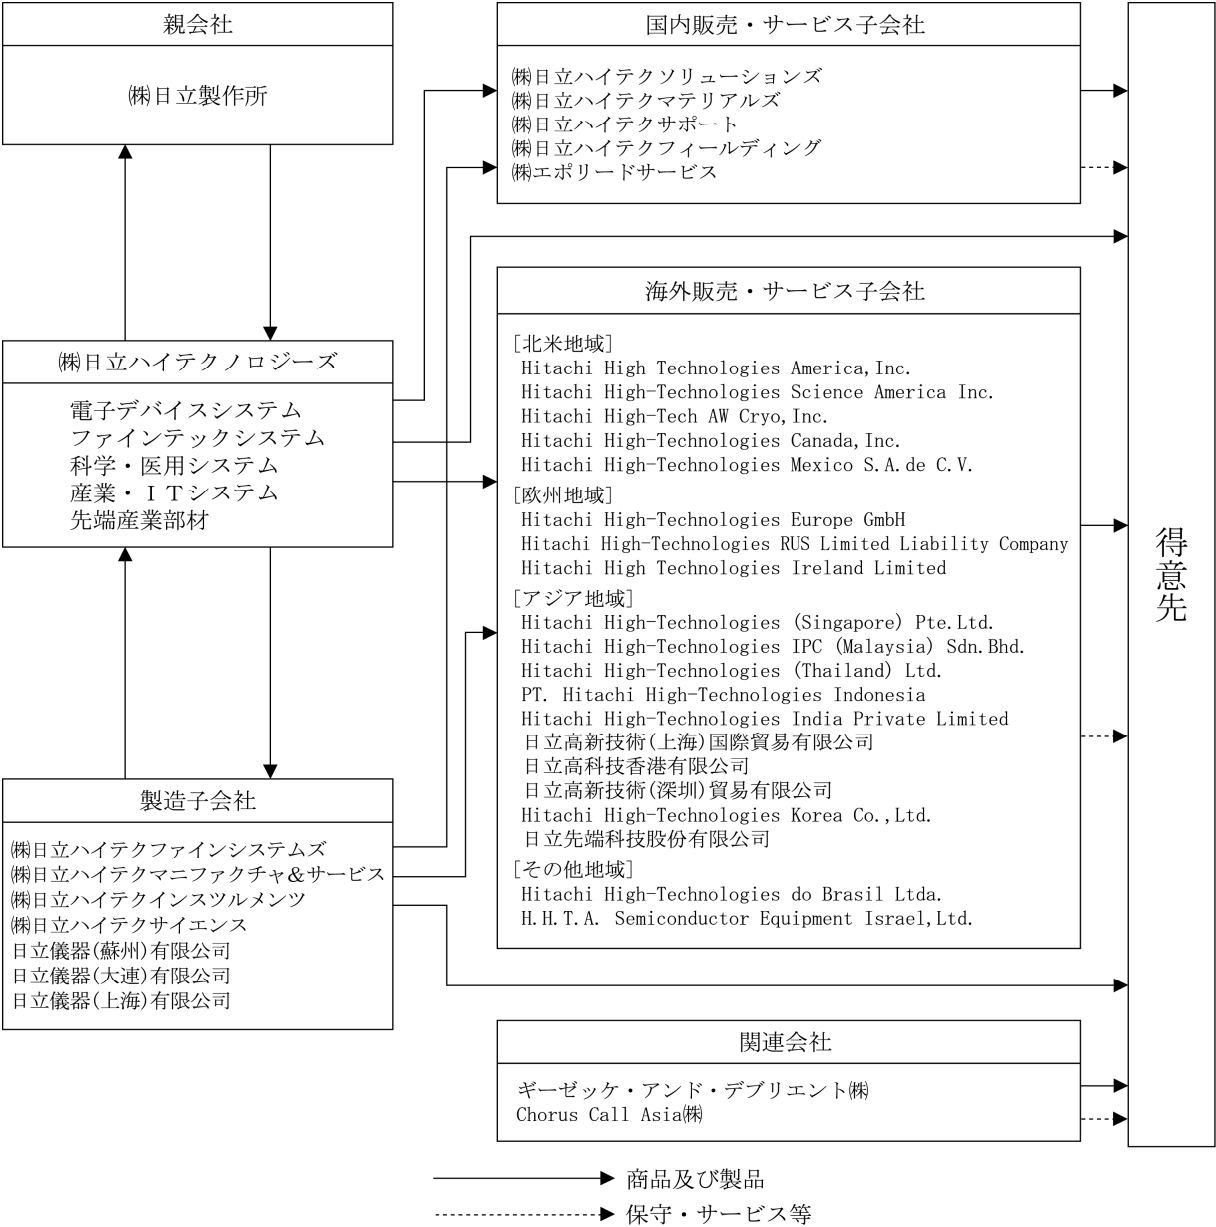 親会社
㈱日立製作所
㈱日立ハイテクノロジーズ
電子デバイスシステム
ファインテックシステム
科学・医用システム
産業・ＩＴシステム
先端産業部材
製造子会社
㈱日立ハイテクファインシステムズ
㈱日立ハイテクマニファクチャ＆サービス
㈱日立ハイテクインスツルメンツ
㈱日立ハイテクサイエンス
日立儀器(蘇州)有限公司
日立儀器(大連)有限公司
日立儀器(上海)有限公司
国内販売・サービス子会社
㈱日立ハイテクソリューションズ
㈱日立ハイテクマテリアルズ
㈱日立ハイテクサポート
㈱日立ハイテクフィールディング
㈱エポリードサービス
海外販売・サービス子会社
[北米地域]
Hitachi High Technologies America,Inc.
Hitachi High-Technologies Science America Inc.
Hitachi High-Tech AW Cryo,Inc.
Hitachi High-Technologies Canada,Inc.
Hitachi High-Technologies Mexico S.A.de C.V.
[欧州地域]
Hitachi High-Technologies Europe GmbH
Hitachi High-Technologies RUS Limited Liability Company
Hitachi High Technologies Ireland Limited
[アジア地域]
Hitachi High-Technologies (Singapore) Pte.Ltd.
Hitachi High-Technologies IPC (Malaysia) Sdn.Bhd.
Hitachi High-Technologies (Thailand) Ltd.
PT. Hitachi High-Technologies Indonesia
Hitachi High-Technologies India Private Limited
日立高新技術(上海)国際貿易有限公司
日立高科技香港有限公司
日立高新技術(深圳)貿易有限公司
Hitachi High-Technologies Korea Co.,Ltd.
日立先端科技股份有限公司
[その他地域]
Hitachi High-Technologies do Brasil Ltda.
H.H.T.A. Semiconductor Equipment Israel,Ltd.
関連会社
ギーゼッケ・アンド・デブリエント㈱
Chorus Call Asia㈱
得意先
商品及び製品
保守・サービス等